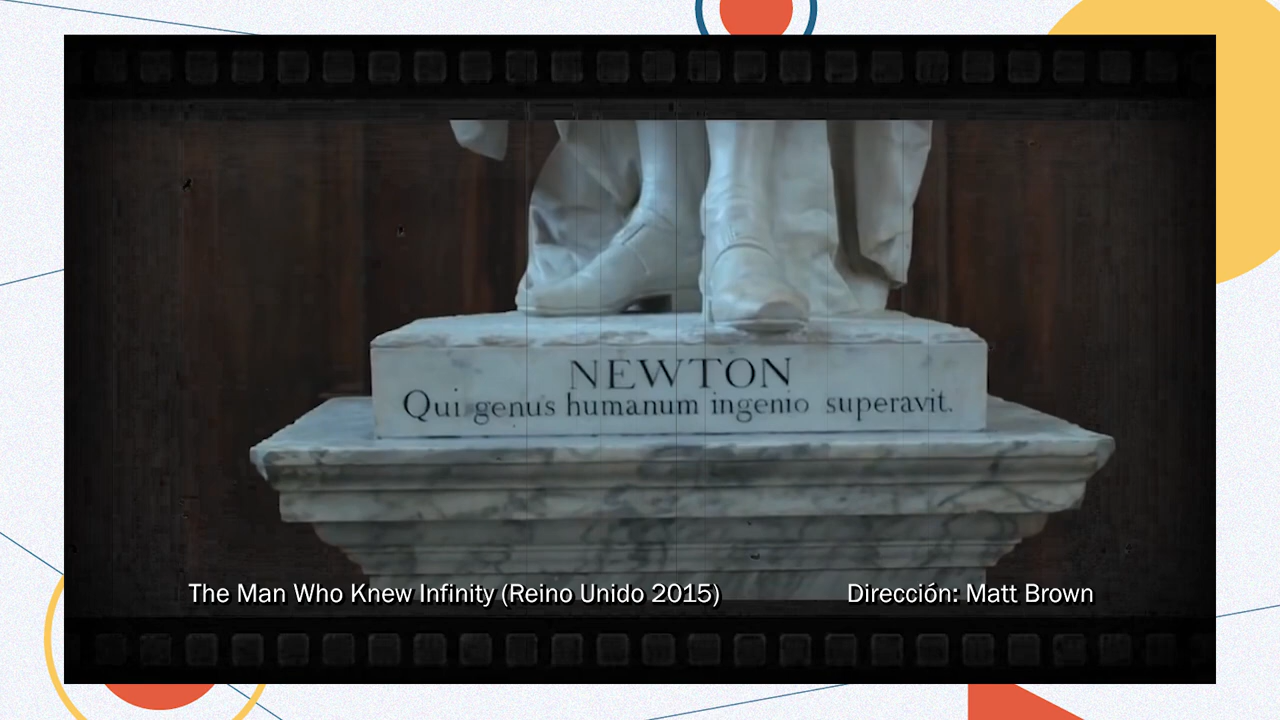 NEWTON
Qui genus humanum ingenio superavit.
The Man Who Knew Infinity (Reino Unido 2015)
Dirección: Matt Brown